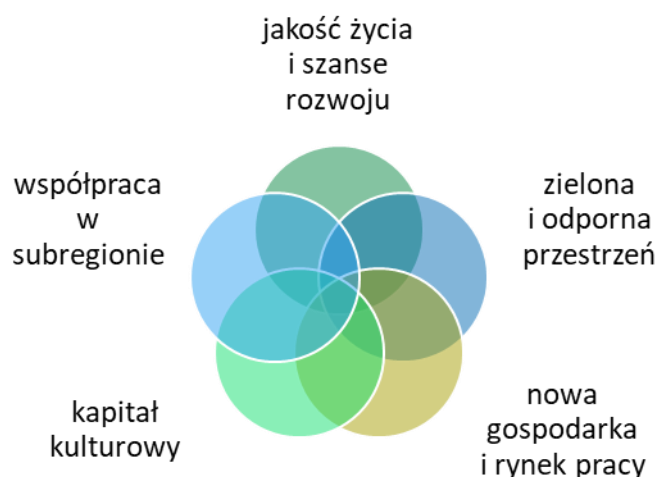 jakość życia
i szanse
rozwoju
współpraca
w
subregionie
zielona
i odporna
przestrzeń
kapitał
kulturowy
nowa
gospodarka
i rynek pracy